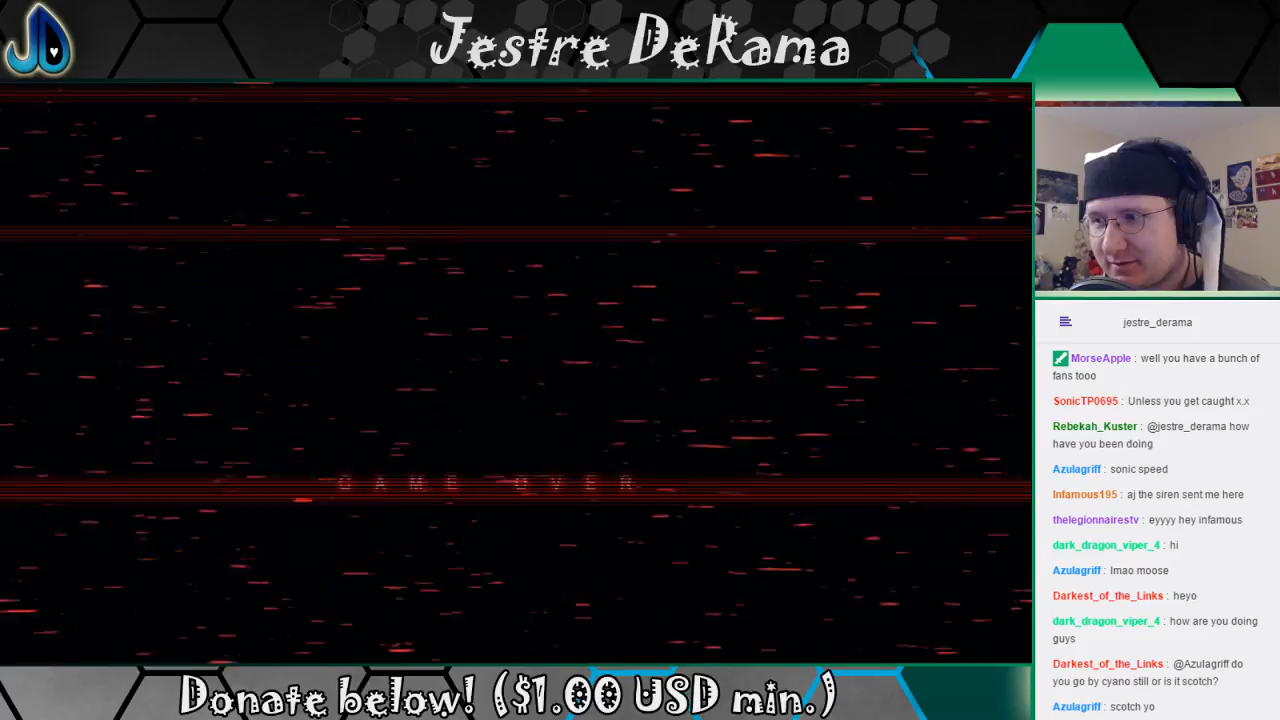 JD
Jestre DeRama
GAME OVER
jestre_derama
MorseApple : well you have a bunch of
fans tooo
SonicTP0695 : Unless you get caught x.x
Rebekah_Kuster : @jestre_derama how
have you been doing
Azulagriff : sonic speed
Infamous195 : aj the siren sent me here
thelegionnairestv : eyyyy hey infamous
dark_dragon_viper_4 : hi
Azulagriff : lmao moose
Darkest_of_the_Links : heyo
dark_dragon_viper_4 : how are you doing
guys
Darkest_of_the_Links : @Azulagriff do
you go by cyano still or is it scotch?
Azulagriff : scotch yo
Donate below! ($1.00 USD min.)